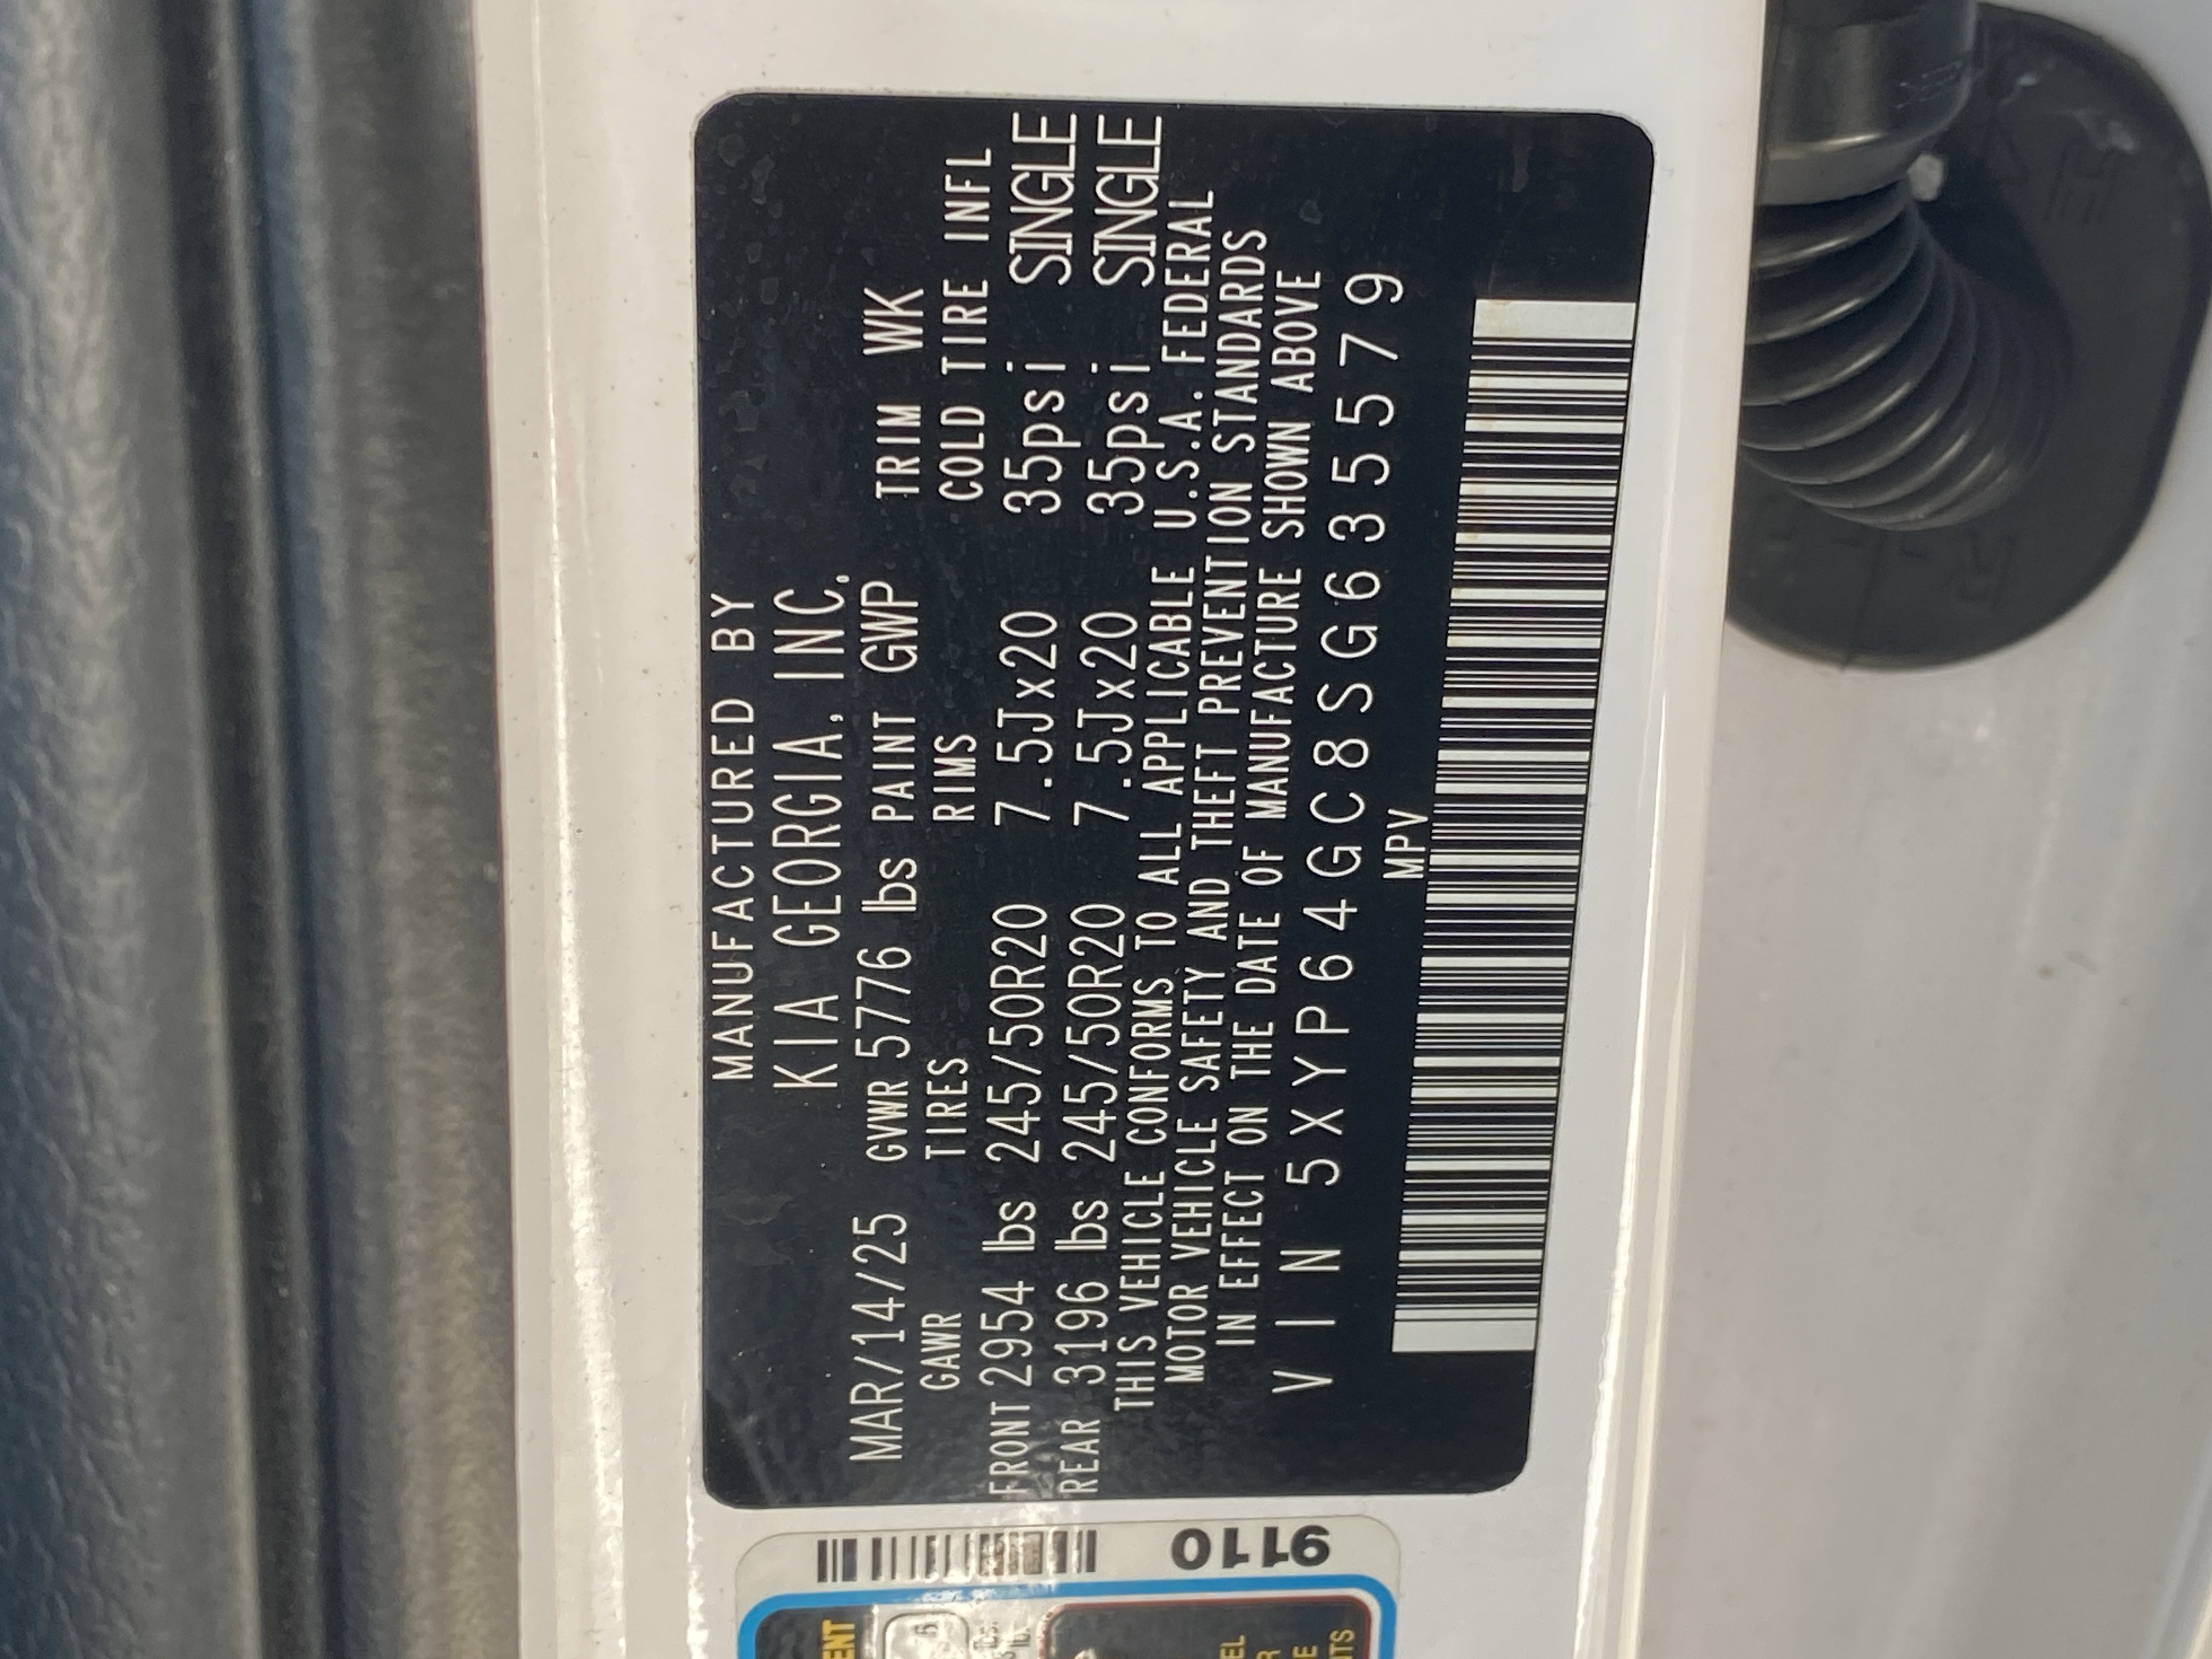 MANUFACTURED BY
KIA GEORGIA, INC.
MAR/14/25 GVWR 5776 lbs PAINT GWP TRIM WK
GAWR TIRES RIMS COLD TIRE INFL
FRONT 2954 lbs 245/50R20 7.5Jx20 35psi SINGLE
REAR 3196 lbs 245/50R20 7.5Jx20 35psi SINGLE
THIS VEHICLE CONFORMS TO ALL APPLICABLE U.S.A. FEDERAL
MOTOR VEHICLE SAFETY AND THEFT PREVENTION STANDARDS
IN EFFECT ON THE DATE OF MANUFACTURE SHOWN ABOVE
VIN 5XYP64GC8SG635579
MPV
9110